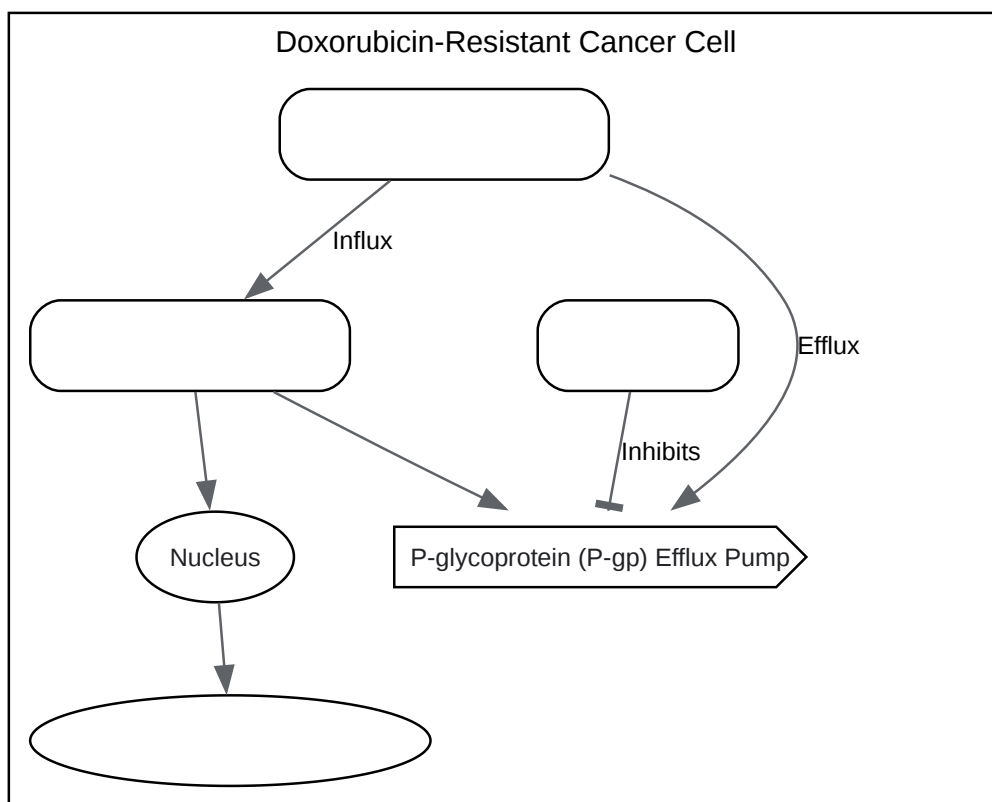 Doxorubicin-Resistant Cancer Cell
Influx
Efflux
Inhibits
Nucleus
P-glycoprotein (P-gp) Efflux Pump